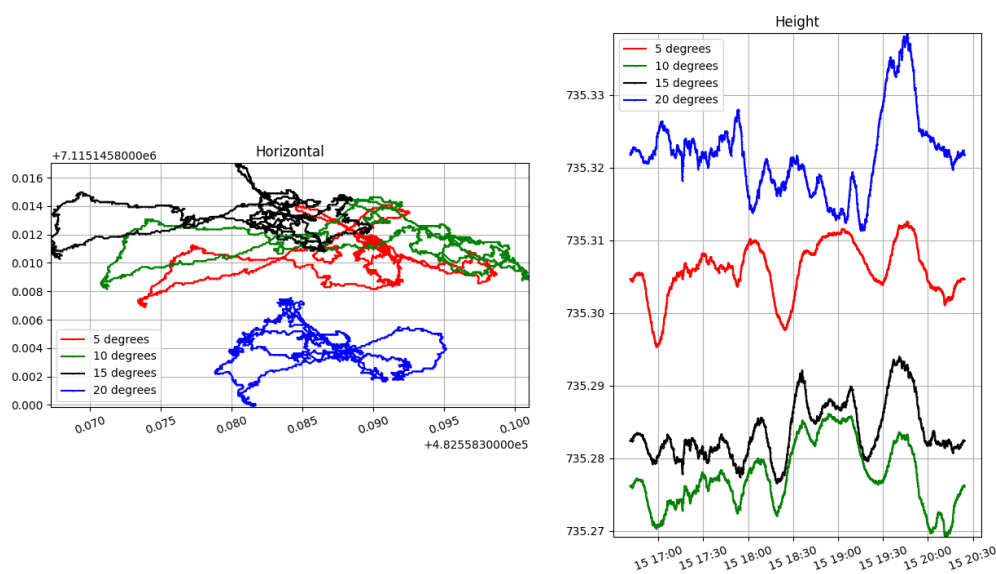 Horizontal
+7.1151458000e6
0.016
0.014
0.012
0.010
0.008
0.006
0.004
0.002
0.000
5 degrees
10 degrees
15 degrees
20 degrees
0.070
0.075
0.080
0.085
0.090
0.095
0.100
+4.8255830000e5
Height
735.33
735.32
735.31
735.30
735.29
735.28
735.27
5 degrees
10 degrees
15 degrees
20 degrees
15 17:00
15 17:30
15 18:00
15 18:30
15 19:00
15 19:30
15 20:00
15 20:30